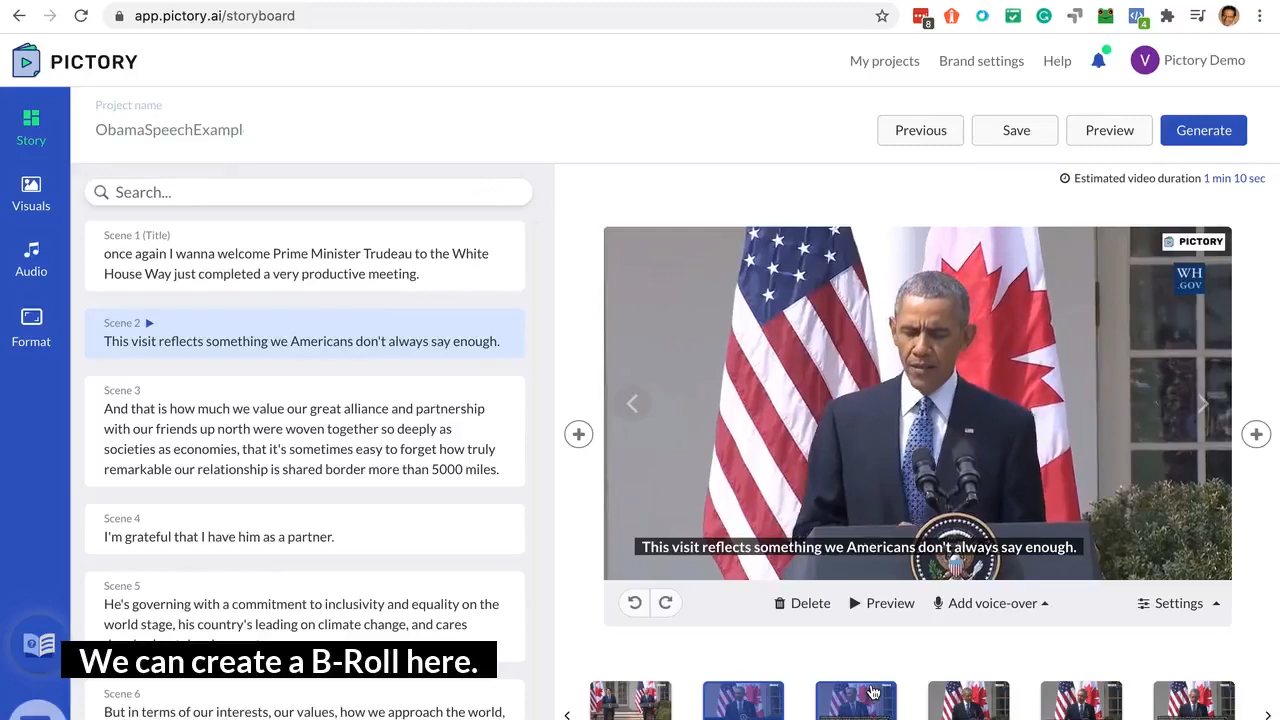 app.pictory.ai/storyboard
8
4
PICTORY
My projects
Brand settings
Help
V
Pictory Demo
Project name
ObamaSpeechExampl
Previous
Save
Preview
Generate
Story
Visuals
Audio
Format
Search...
Estimated video duration 1 min 10 sec
Scene 1 (Title)
once again I wanna welcome Prime Minister Trudeau to the White
House Way just completed a very productive meeting.
Scene 2
This visit reflects something we Americans don't always say enough.
Scene 3
And that is how much we value our great alliance and partnership
with our friends up north were woven together so deeply as
societies as economies, that it's sometimes easy to forget how truly
remarkable our relationship is shared border more than 5000 miles.
Scene 4
I'm grateful that I have him as a partner.
Scene 5
He's governing with a commitment to inclusivity and equality on the
world stage, his country's leading on climate change, and cares
Scene 6
But in terms of our interests, our values, how we approach the world,
PICTORY
WH
.GOV
This visit reflects something we Americans don't always say enough.
Delete
Preview
Add voice-over
Settings
We can create a B-Roll here.